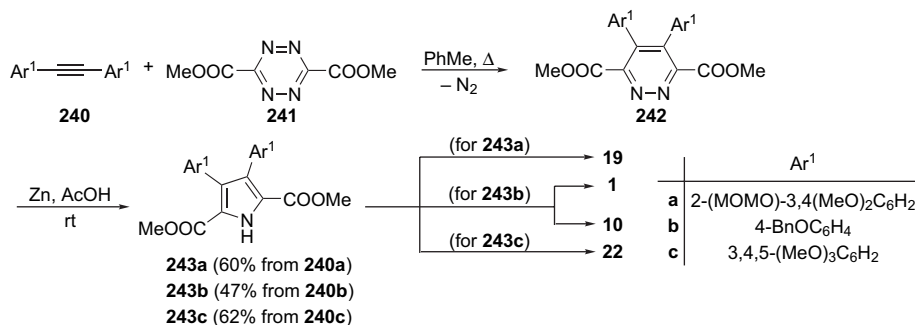 Ar¹ Ar¹
Ar¹ Ar¹ + MeOOC N N COOMe N N PhMe, Δ – N₂ MeOOC COOMe N N
240 241 242
Ar¹ Ar¹
Zn, AcOH rt MeOOC COOMe N H
(for 243a) 19
(for 243b) 1
10
(for 243c) 22
243a (60% from 240a)
243b (47% from 240b)
243c (62% from 240c)
Ar¹
a 2-(MOMO)-3,4(MeO)₂C₆H₂
b 4-BnOC₆H₄
c 3,4,5-(MeO)₃C₆H₂